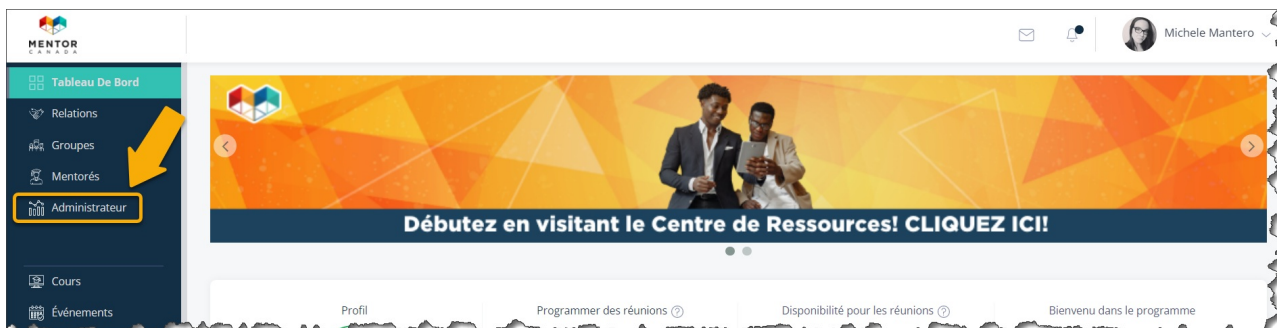 MENTOR
CANADA
Michele Mantero
Tableau De Bord
Relations
Groupes
Mentorés
Administrateur
Cours
Événements
Débutez en visitant le Centre de Ressources! CLIQUEZ ICI!
Profil
Programmer des réunions ?
Disponibilité pour les réunions ?
Bienvenu dans le programme